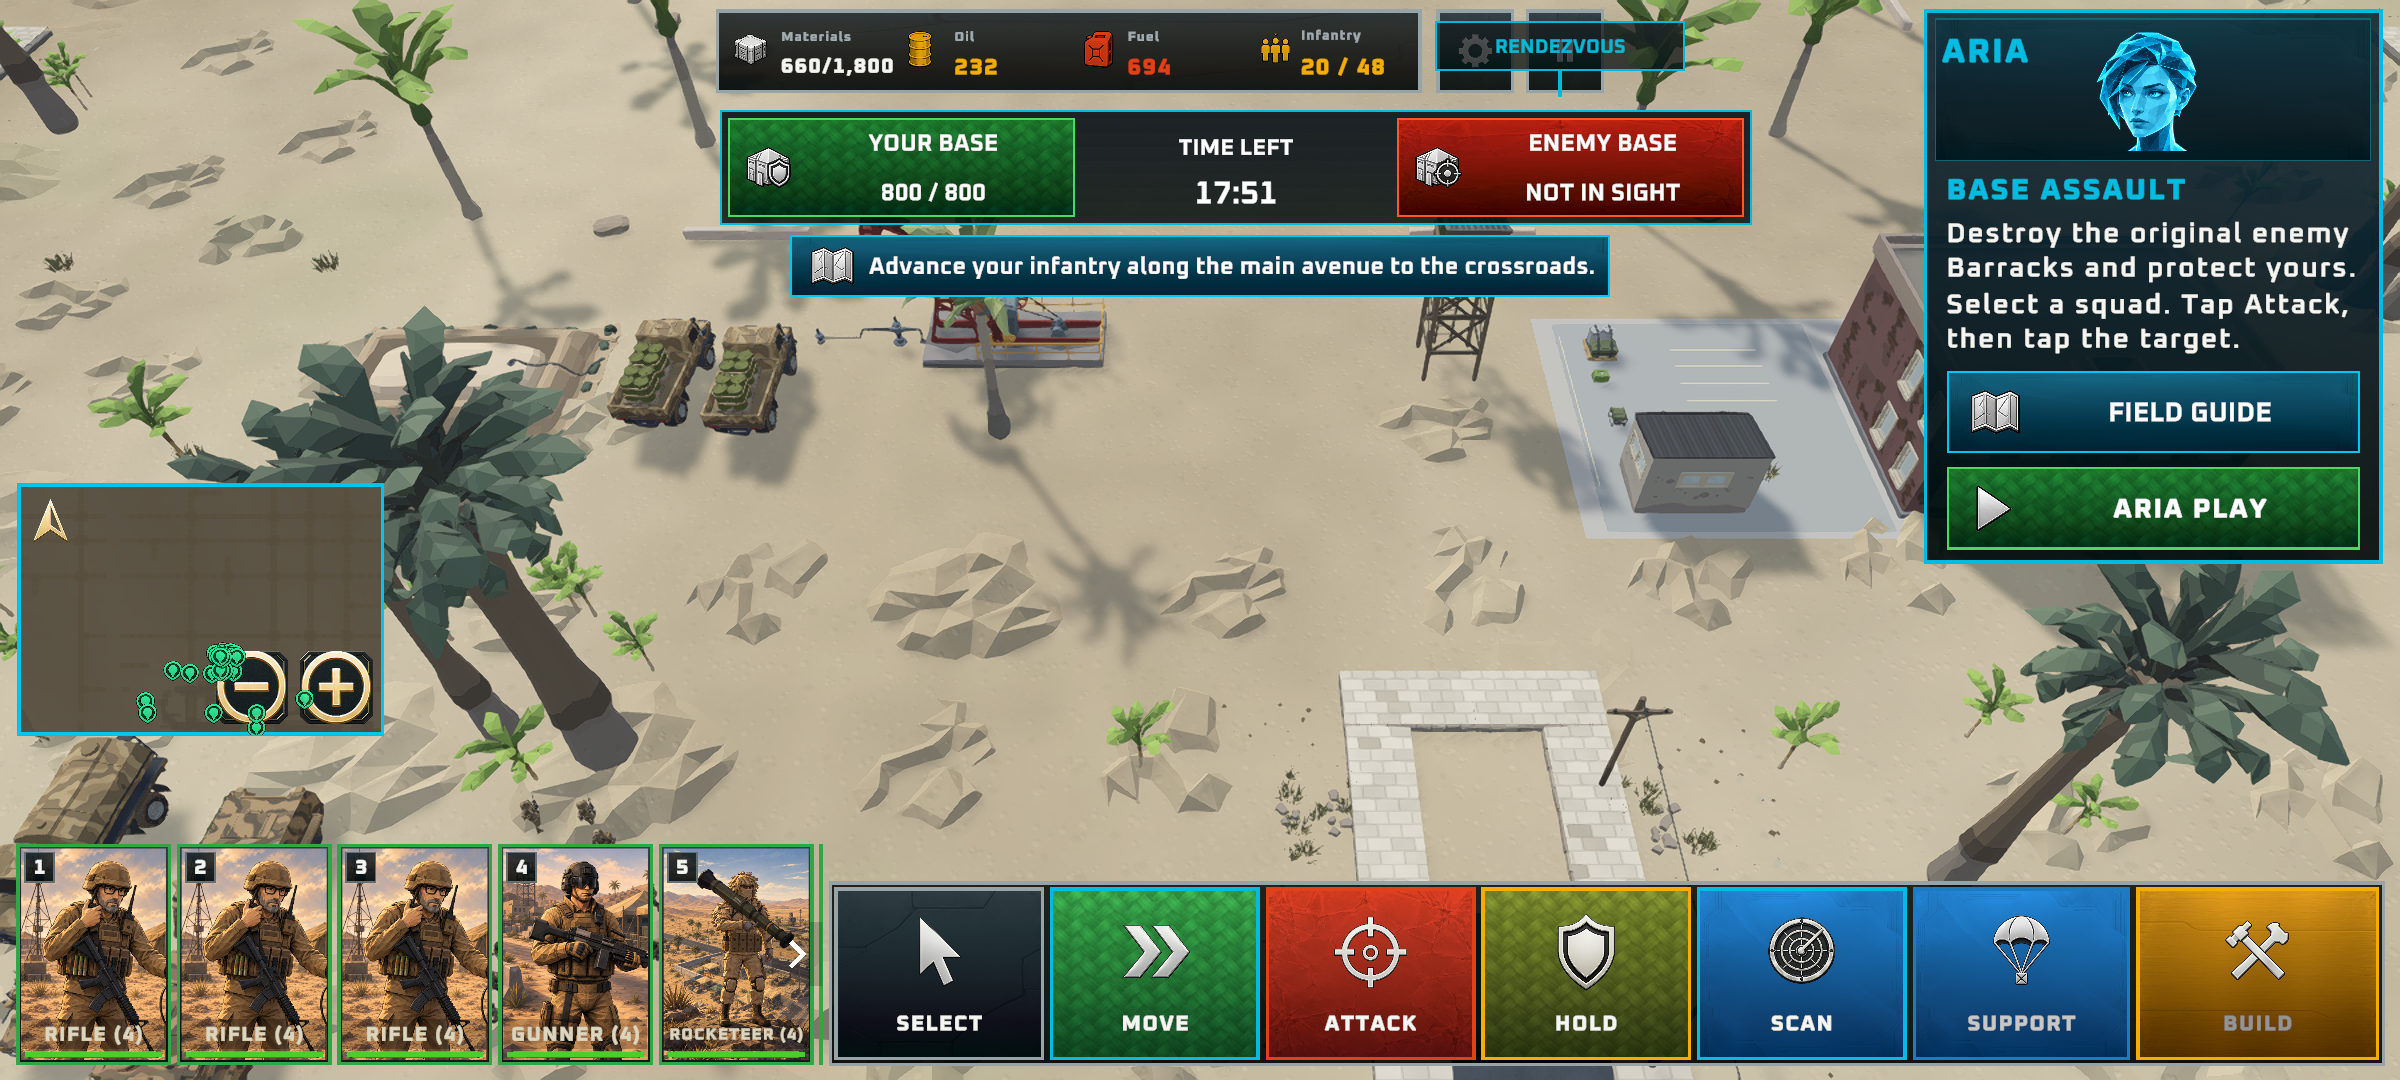 Materials
660/1,800
Oil
232
Fuel
694
Infantry
20 / 48
RENDEZVOUS
YOUR BASE
800 / 800
TIME LEFT
17:51
ENEMY BASE
NOT IN SIGHT
Advance your infantry along the main avenue to the crossroads.
ARIA
BASE ASSAULT
Destroy the original enemy
Barracks and protect yours.
Select a squad. Tap Attack,
then tap the target.
FIELD GUIDE
ARIA PLAY
1
RIFLE (4)
2
RIFLE (4)
3
RIFLE (4)
4
GUNNER (4)
5
ROCKETEER (4)
SELECT
MOVE
ATTACK
HOLD
SCAN
SUPPORT
BUILD